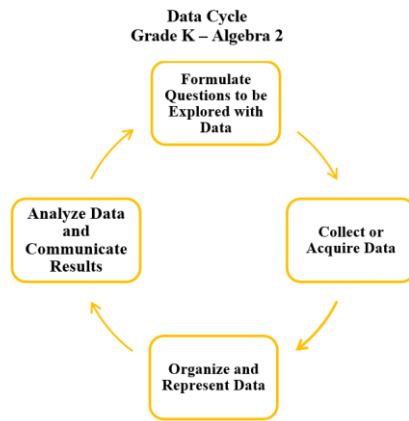 Data Cycle
Grade K – Algebra 2
Formulate
Questions to be
Explored with
Data
Collect or
Acquire Data
Organize and
Represent Data
Analyze Data
and
Communicate
Results